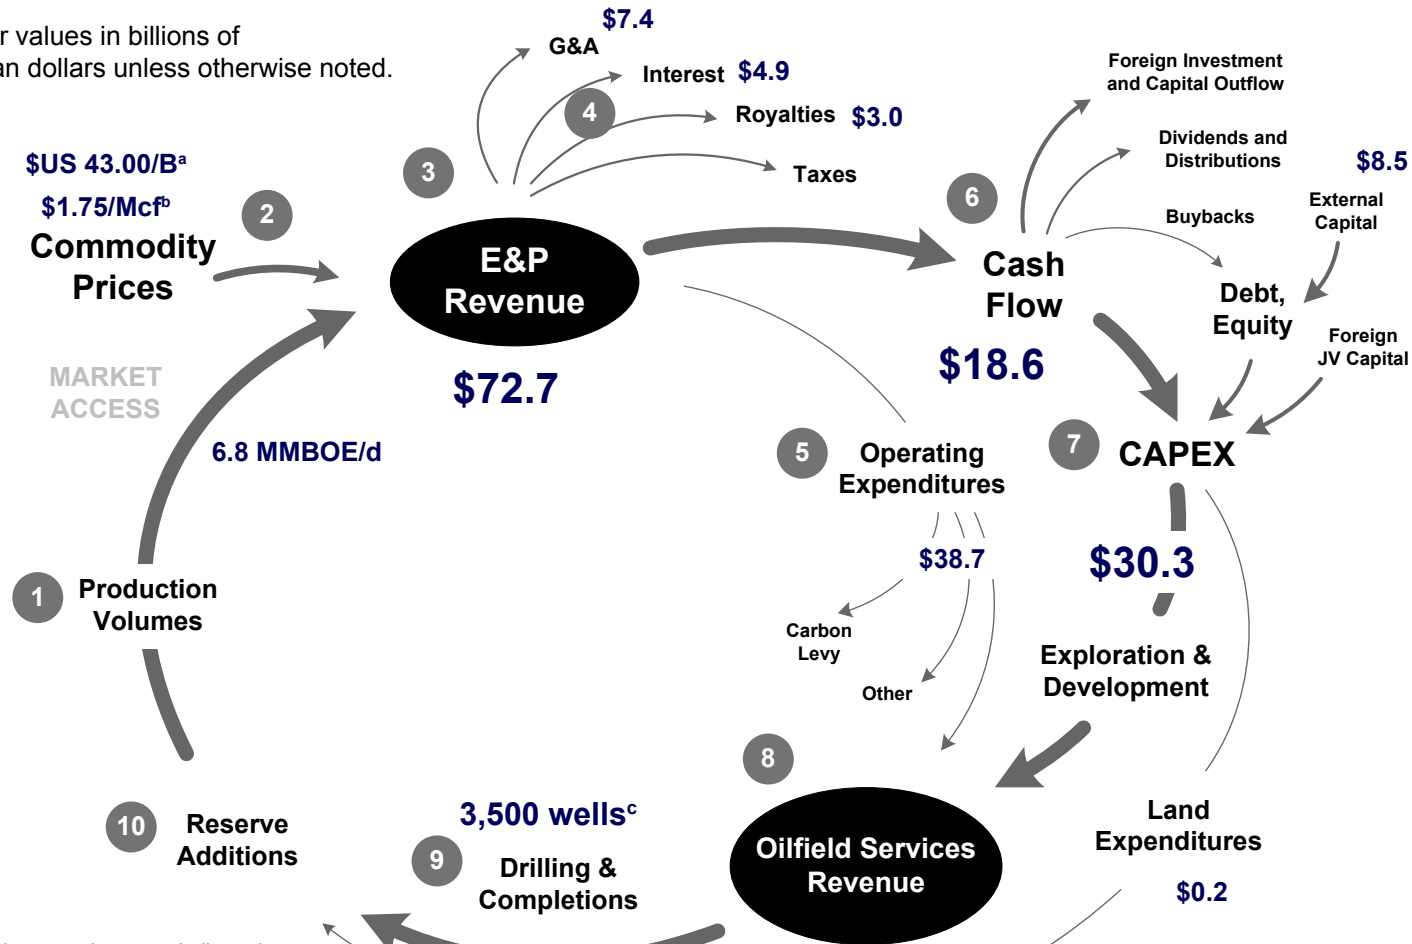 $7.4
r values in billions of
G&A
an dollars unless otherwise noted.
Interest $4.9
4
Royalties $3.0
Taxes
Foreign Investment
and Capital Outflow
Dividends and
Distributions
$8.5
External
Capital
Buybacks
$US 43.00/Bᵃ
$1.75/Mcfᵇ
2
Commodity
Prices
3
E&P
Revenue
$72.7
6
Cash
Flow
$18.6
Debt,
Equity
Foreign
JV Capital
MARKET
ACCESS
6.8 MMBOE/d
5
Operating
Expenditures
$38.7
7
CAPEX
$30.3
1
Production
Volumes
Carbon
Levy
Other
Exploration &
Development
8
Oilfield Services
Revenue
Land
Expenditures
$0.2
3,500 wellsᶜ
9
Drilling &
Completions
10
Reserve
Additions